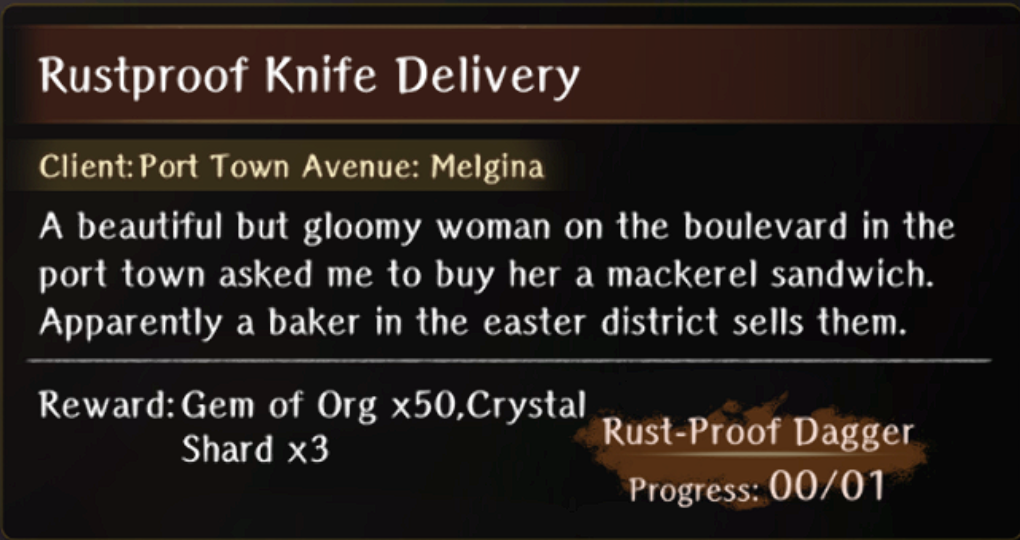 Rustproof Knife Delivery
Client: Port Town Avenue: Melgina
A beautiful but gloomy woman on the boulevard in the
port town asked me to buy her a mackerel sandwich.
Apparently a baker in the easter district sells them.
Reward: Gem of Org x50,Crystal
Shard x3
Rust-Proof Dagger
Progress: 00/01